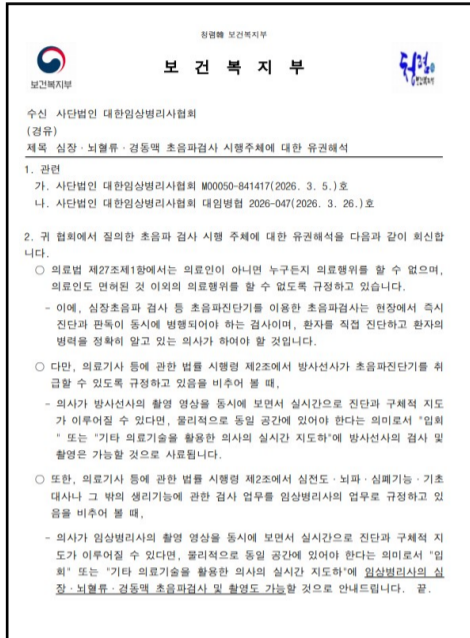 청렴韓 보건복지부
보건복지부
보 건 복 지 부
청렴
보건복지부
수신 사단법인 대한임상병리사협회
(경유)
제목 심장·뇌혈류·경동맥 초음파검사 시행주체에 대한 유권해석
1. 관련
가. 사단법인 대한임상병리사협회 M00050-841417(2026. 3. 5.)호
나. 사단법인 대한임상병리사협회 대임병협 2026-047(2026. 3. 26.)호
2. 귀 협회에서 질의한 초음파 검사 시행 주체에 대한 유권해석을 다음과 같이 회신합
니다.
○ 의료법 제27조제1항에서는 의료인이 아니면 누구든지 의료행위를 할 수 없으며,
의료인도 면허된 것 이외의 의료행위를 할 수 없도록 규정하고 있습니다.
- 이에, 심장초음파 검사 등 초음파진단기를 이용한 초음파검사는 현장에서 즉시
진단과 판독이 동시에 병행되어야 하는 검사이며, 환자를 직접 진단하고 환자의
병력을 정확히 알고 있는 의사가 하여야 할 것입니다.
○ 다만, 의료기사 등에 관한 법률 시행령 제2조에서 방사선사가 초음파진단기를 취
급할 수 있도록 규정하고 있음을 비추어 볼 때,
- 의사가 방사선사의 촬영 영상을 동시에 보면서 실시간으로 진단과 구체적 지도
가 이루어질 수 있다면, 물리적으로 동일 공간에 있어야 한다는 의미로서 "입회
" 또는 "기타 의료기술을 활용한 의사의 실시간 지도하"에 방사선사의 검사 및
촬영은 가능할 것으로 사료됩니다.
○ 또한, 의료기사 등에 관한 법률 시행령 제2조에서 심전도·뇌파·심폐기능·기초
대사나 그 밖의 생리기능에 관한 검사 업무를 임상병리사의 업무로 규정하고 있
음을 비추어 볼 때,
- 의사가 임상병리사의 촬영 영상을 동시에 보면서 실시간으로 진단과 구체적 지
도가 이루어질 수 있다면, 물리적으로 동일 공간에 있어야 한다는 의미로서 "입
회" 또는 "기타 의료기술을 활용한 의사의 실시간 지도하"에 임상병리사의 심
장·뇌혈류·경동맥 초음파검사 및 촬영도 가능할 것으로 안내드립니다. 끝.